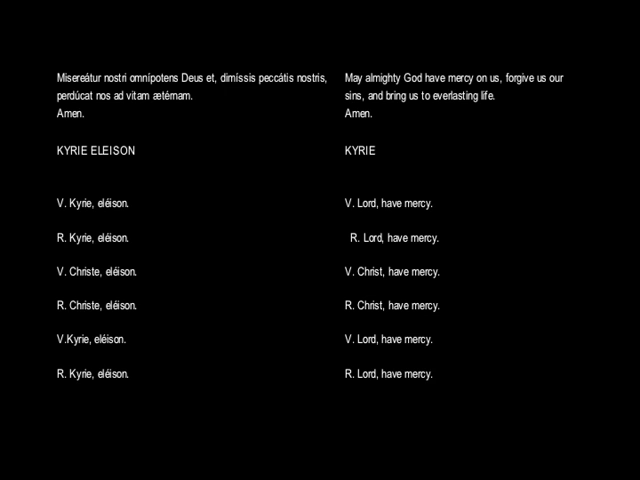 Misereátur nostri omnípotens Deus et, dimíssis peccátis nostris,
perdúcat nos ad vitam ætérnam.
Amen.
KYRIE ELEISON
V. Kyrie, eléison.
R. Kyrie, eléison.
V. Christe, eléison.
R. Christe, eléison.
V.Kyrie, eléison.
R. Kyrie, eléison.
May almighty God have mercy on us, forgive us our
sins, and bring us to everlasting life.
Amen.
KYRIE
V. Lord, have mercy.
R. Lord, have mercy.
V. Christ, have mercy.
R. Christ, have mercy.
V. Lord, have mercy.
R. Lord, have mercy.